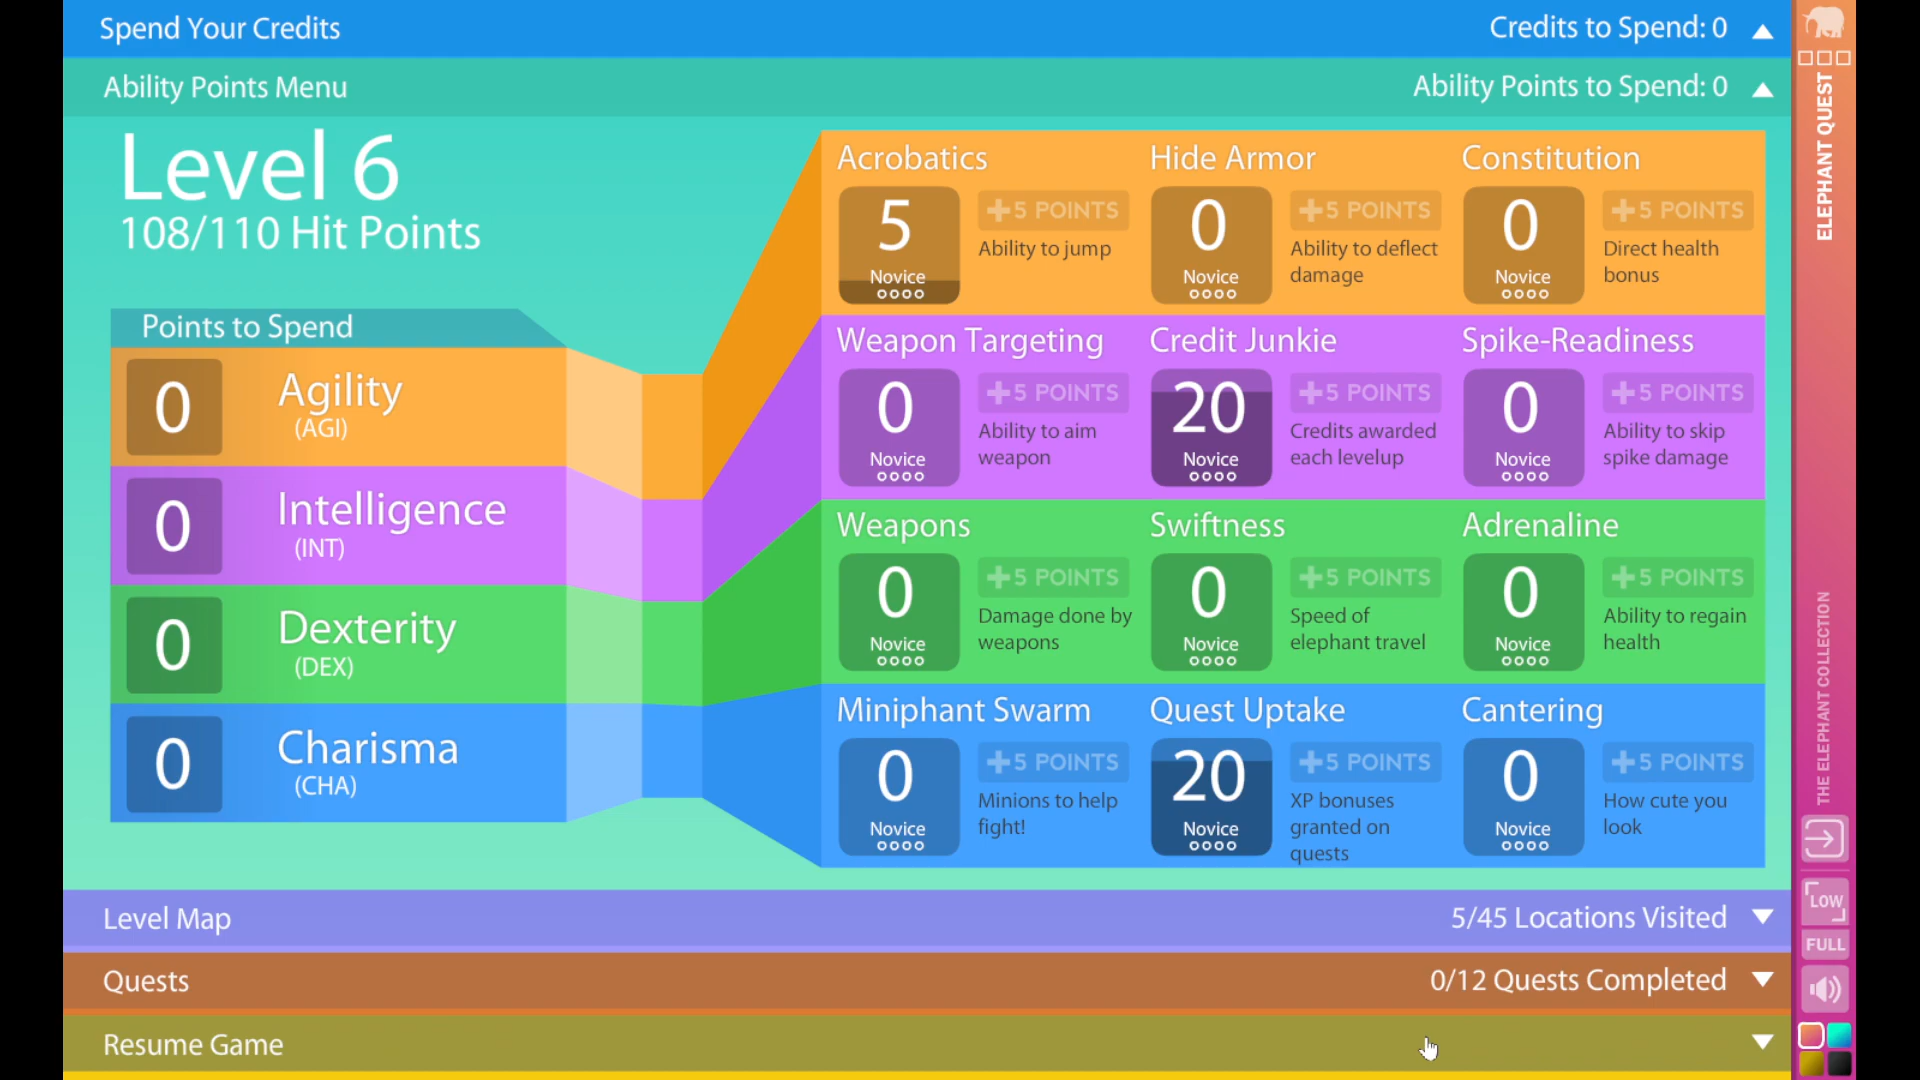 Spend Your Credits
Credits to Spend: 0
Ability Points Menu
Ability Points to Spend: 0
Level 6
108/110 Hit Points
Points to Spend
0
Agility
(AGI)
0
Intelligence
(INT)
0
Dexterity
(DEX)
0
Charisma
(CHA)
Acrobatics
5
Novice
+5 POINTS
Ability to jump
Hide Armor
0
Novice
+5 POINTS
Ability to deflect
damage
Constitution
0
Novice
+5 POINTS
Direct health
bonus
Weapon Targeting
0
Novice
+5 POINTS
Ability to aim
weapon
Credit Junkie
20
Novice
+5 POINTS
Credits awarded
each levelup
Spike-Readiness
0
Novice
+5 POINTS
Ability to skip
spike damage
Weapons
0
Novice
+5 POINTS
Damage done by
weapons
Swiftness
0
Novice
+5 POINTS
Speed of
elephant travel
Adrenaline
0
Novice
+5 POINTS
Ability to regain
health
Miniphant Swarm
0
Novice
+5 POINTS
Minions to help
fight!
Quest Uptake
20
Novice
+5 POINTS
XP bonuses
granted on
quests
Cantering
0
Novice
+5 POINTS
How cute you
look
Level Map
5/45 Locations Visited
Quests
0/12 Quests Completed
Resume Game
ELEPHANT QUEST
THE ELEPHANT COLLECTION
LOW
FULL